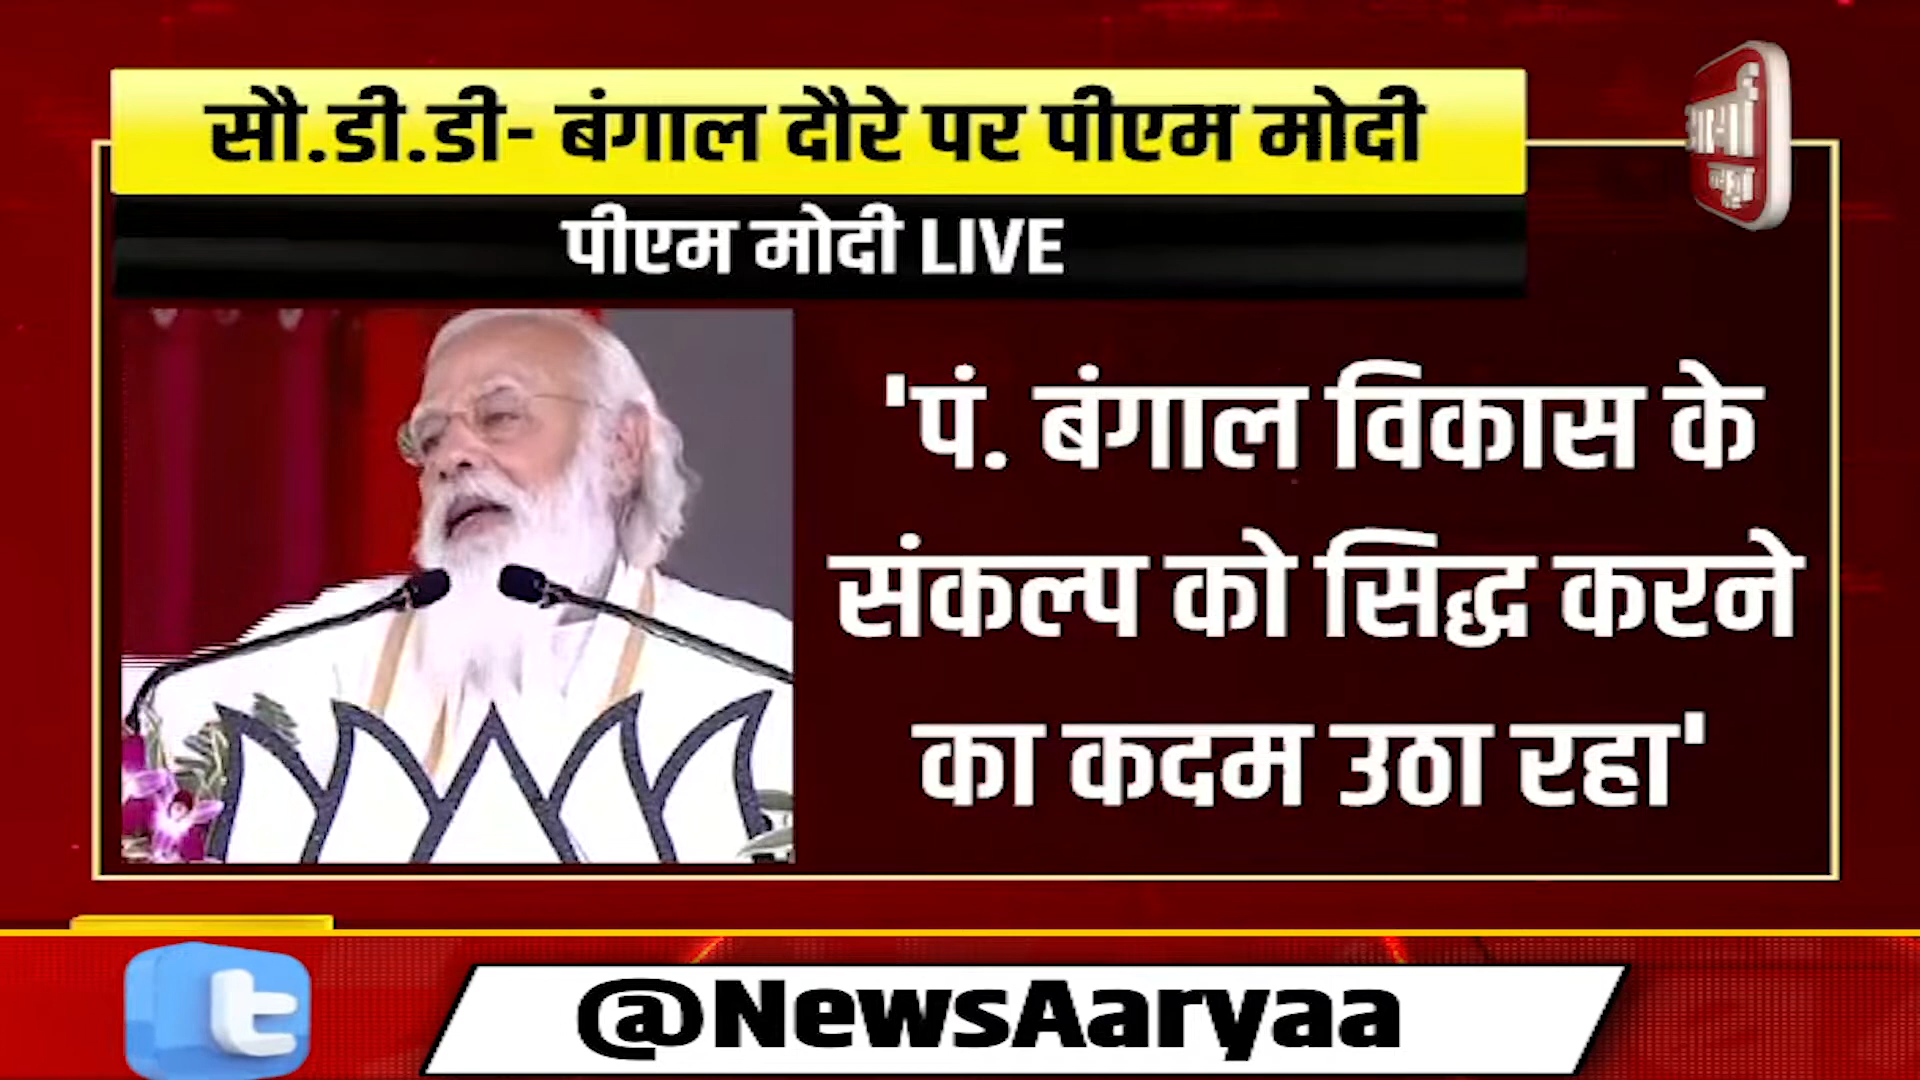 सौ.डी.डी- बंगाल दौरे पर पीएम मोदी
पीएम मोदी LIVE
'पं. बंगाल विकास के
संकल्प को सिद्ध करने
का कदम उठा रहा'
@NewsAaryaa